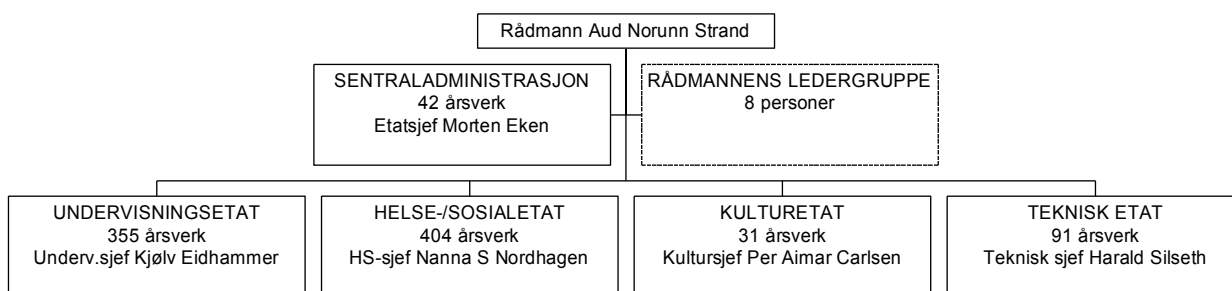 Rådmann Aud Norunn Strand
SENTRALADMINISTRASJON
42 årsverk
Etatsjef Morten Eken
RÅDMANNENS LEDERGRUPPE
8 personer
UNDERVISNINGSETAT
355 årsverk
Underv.sjef Kjølv Eidhammer
HELSE-/SOSIALETAT
404 årsverk
HS-sjef Nanna S Nordhagen
KULTURETAT
31 årsverk
Kultursjef Per Aimar Carlsen
TEKNISK ETAT
91 årsverk
Teknisk sjef Harald Silseth